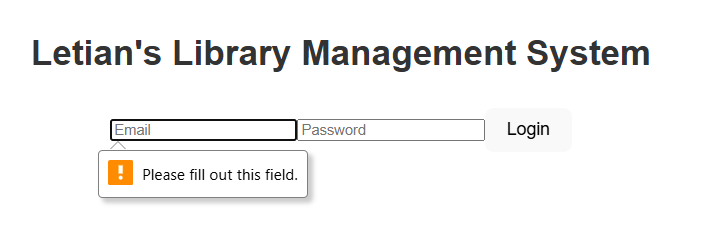 Letian's Library Management System
Email Password Login
Please fill out this field.